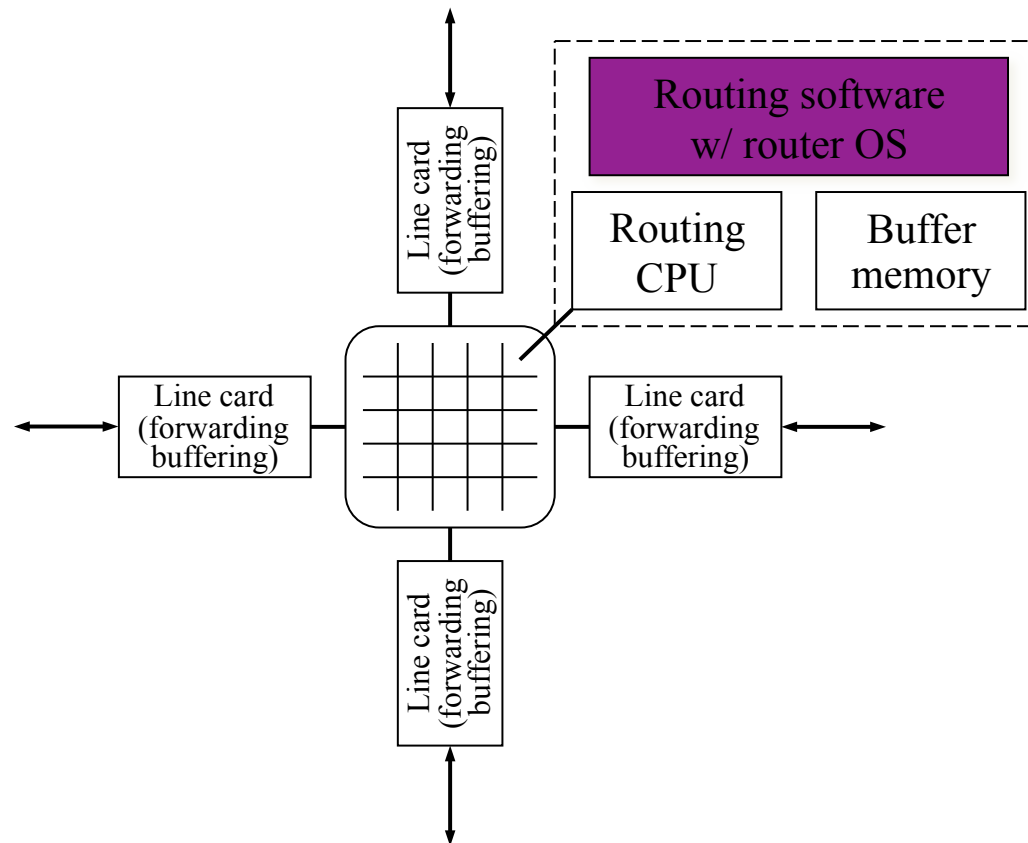 Routing software
w/ router OS
Routing
CPU
Buffer
memory
Line card
(forwarding
buffering)
Line card
(forwarding
buffering)
Line card
(forwarding
buffering)
Line card
(forwarding
buffering)